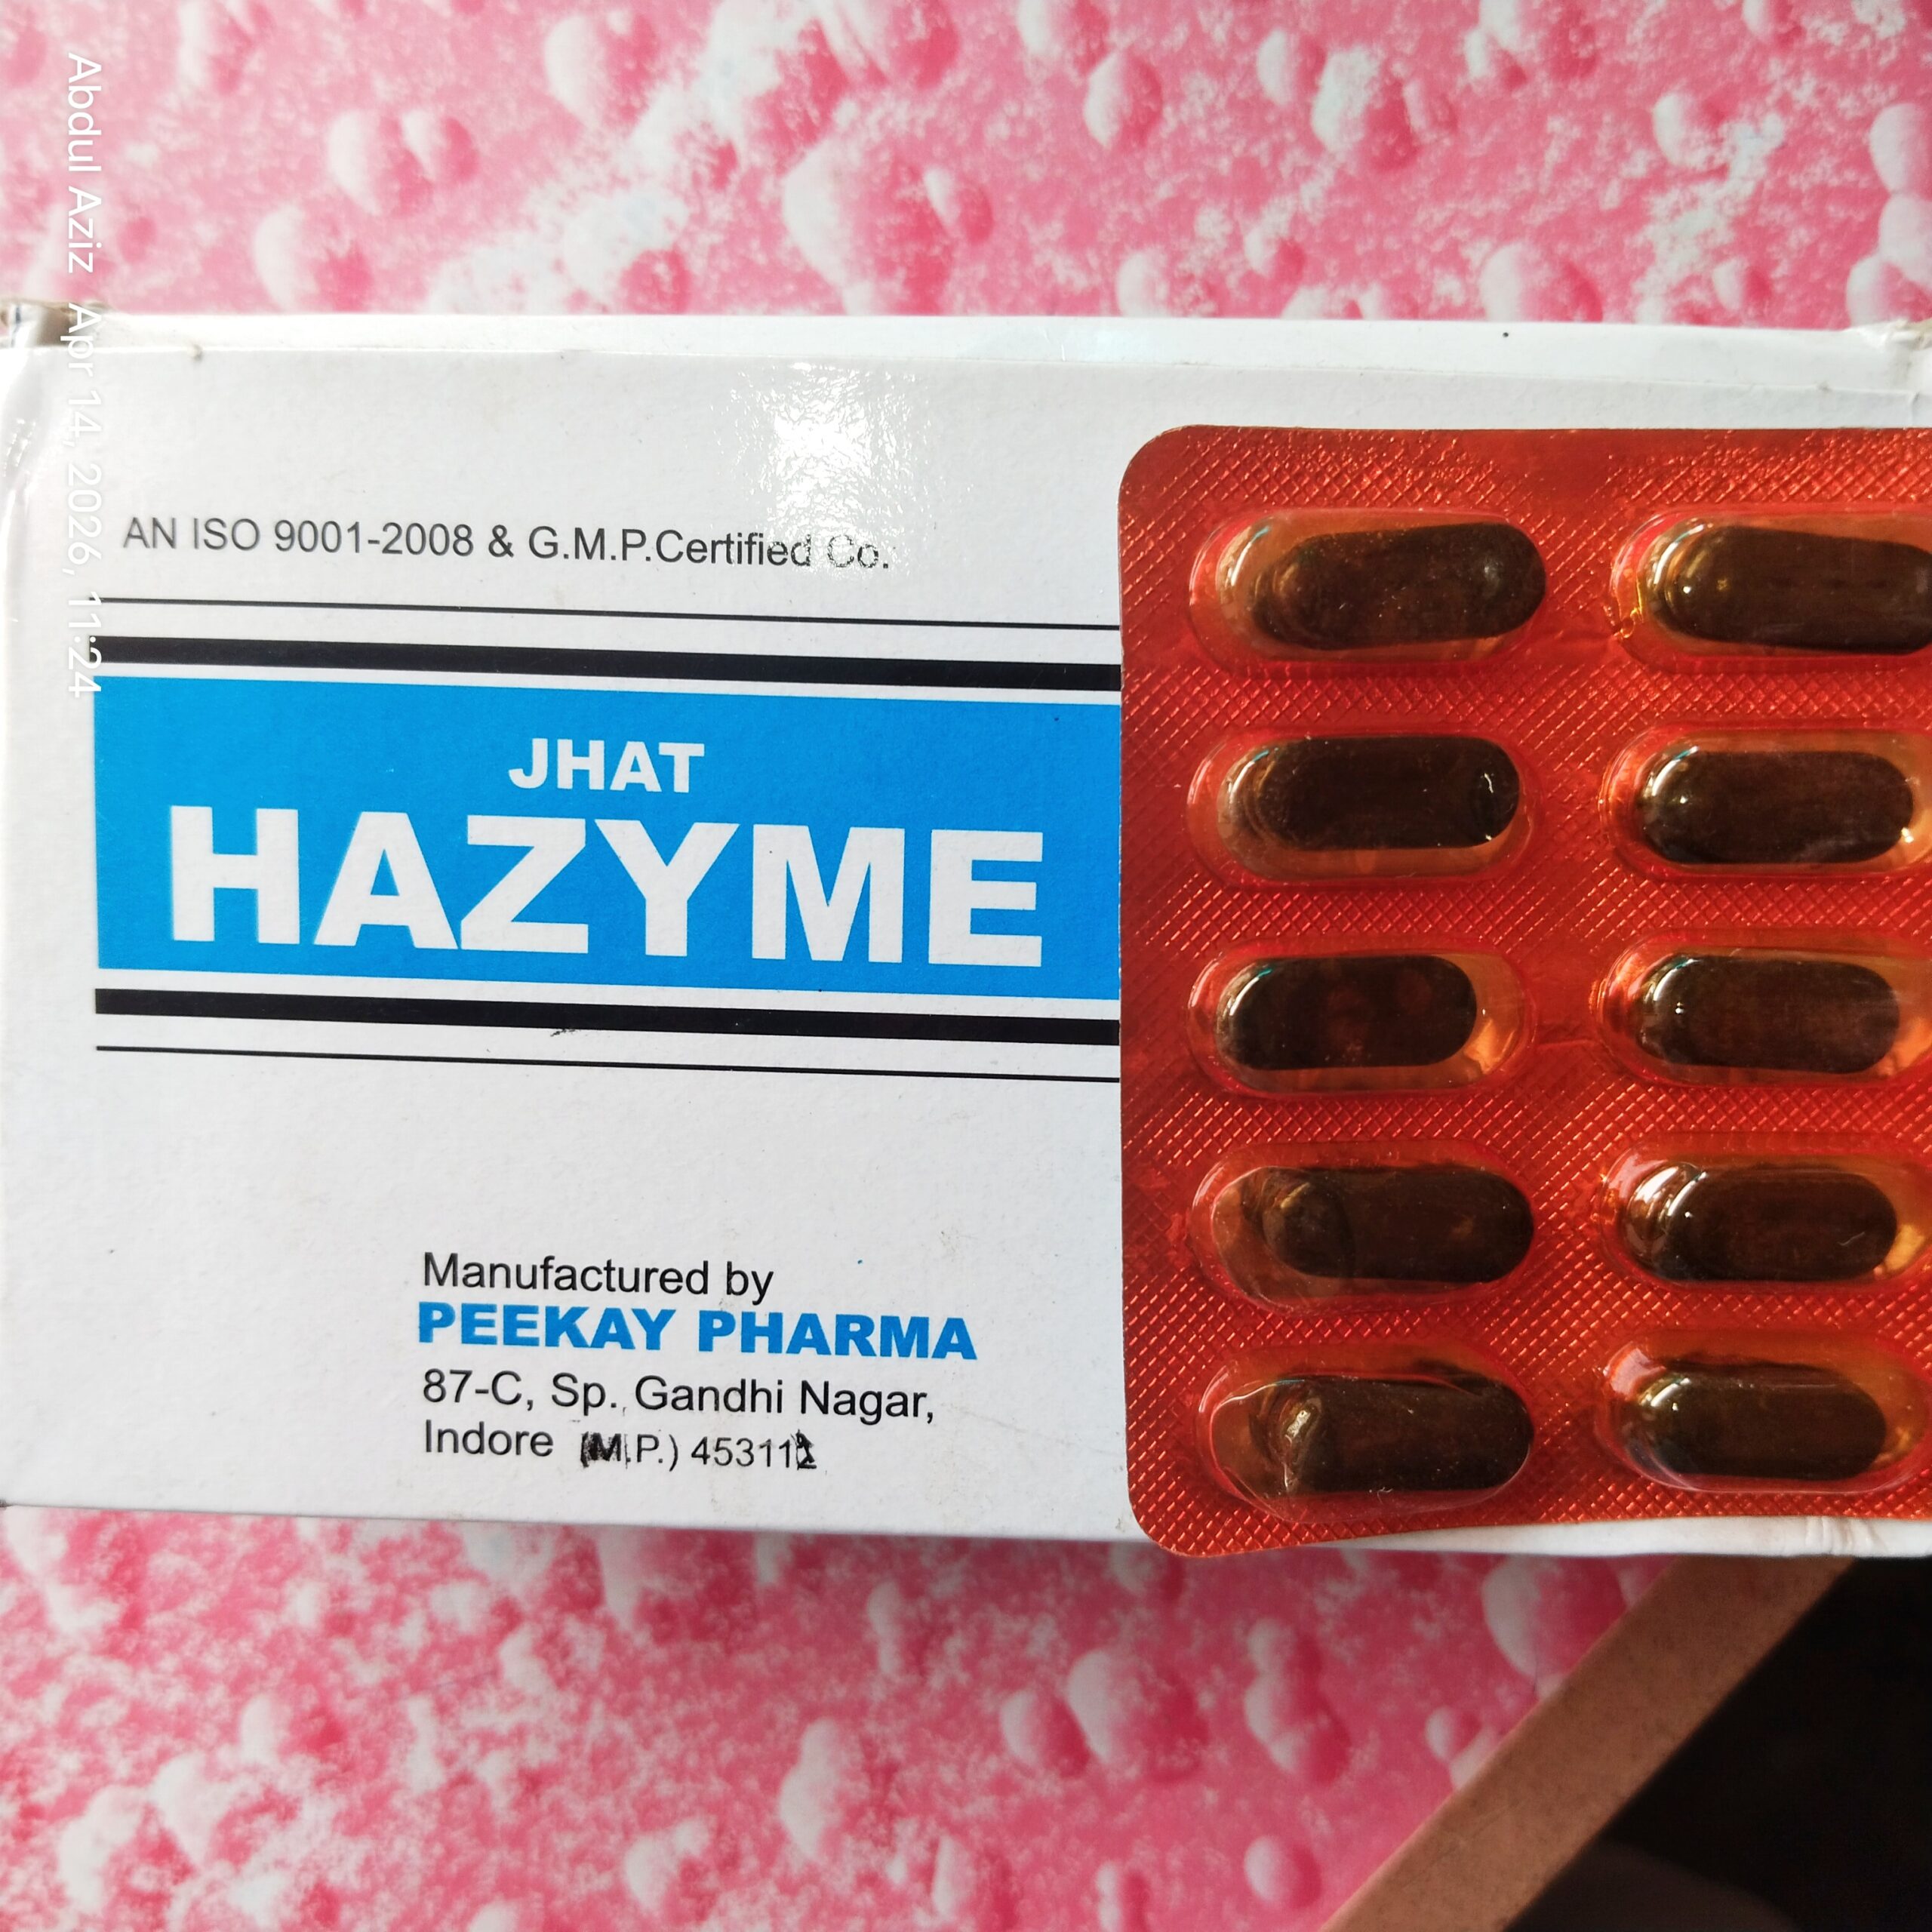 AN ISO 9001-2008 & G.M.P.Certified Co.
JHAT
HAZYME
Manufactured by
PEEKAY PHARMA
87-C, Sp. Gandhi Nagar,
Indore (M.P.) 453112
Abdul Aziz Apr 14, 2026, 11:24